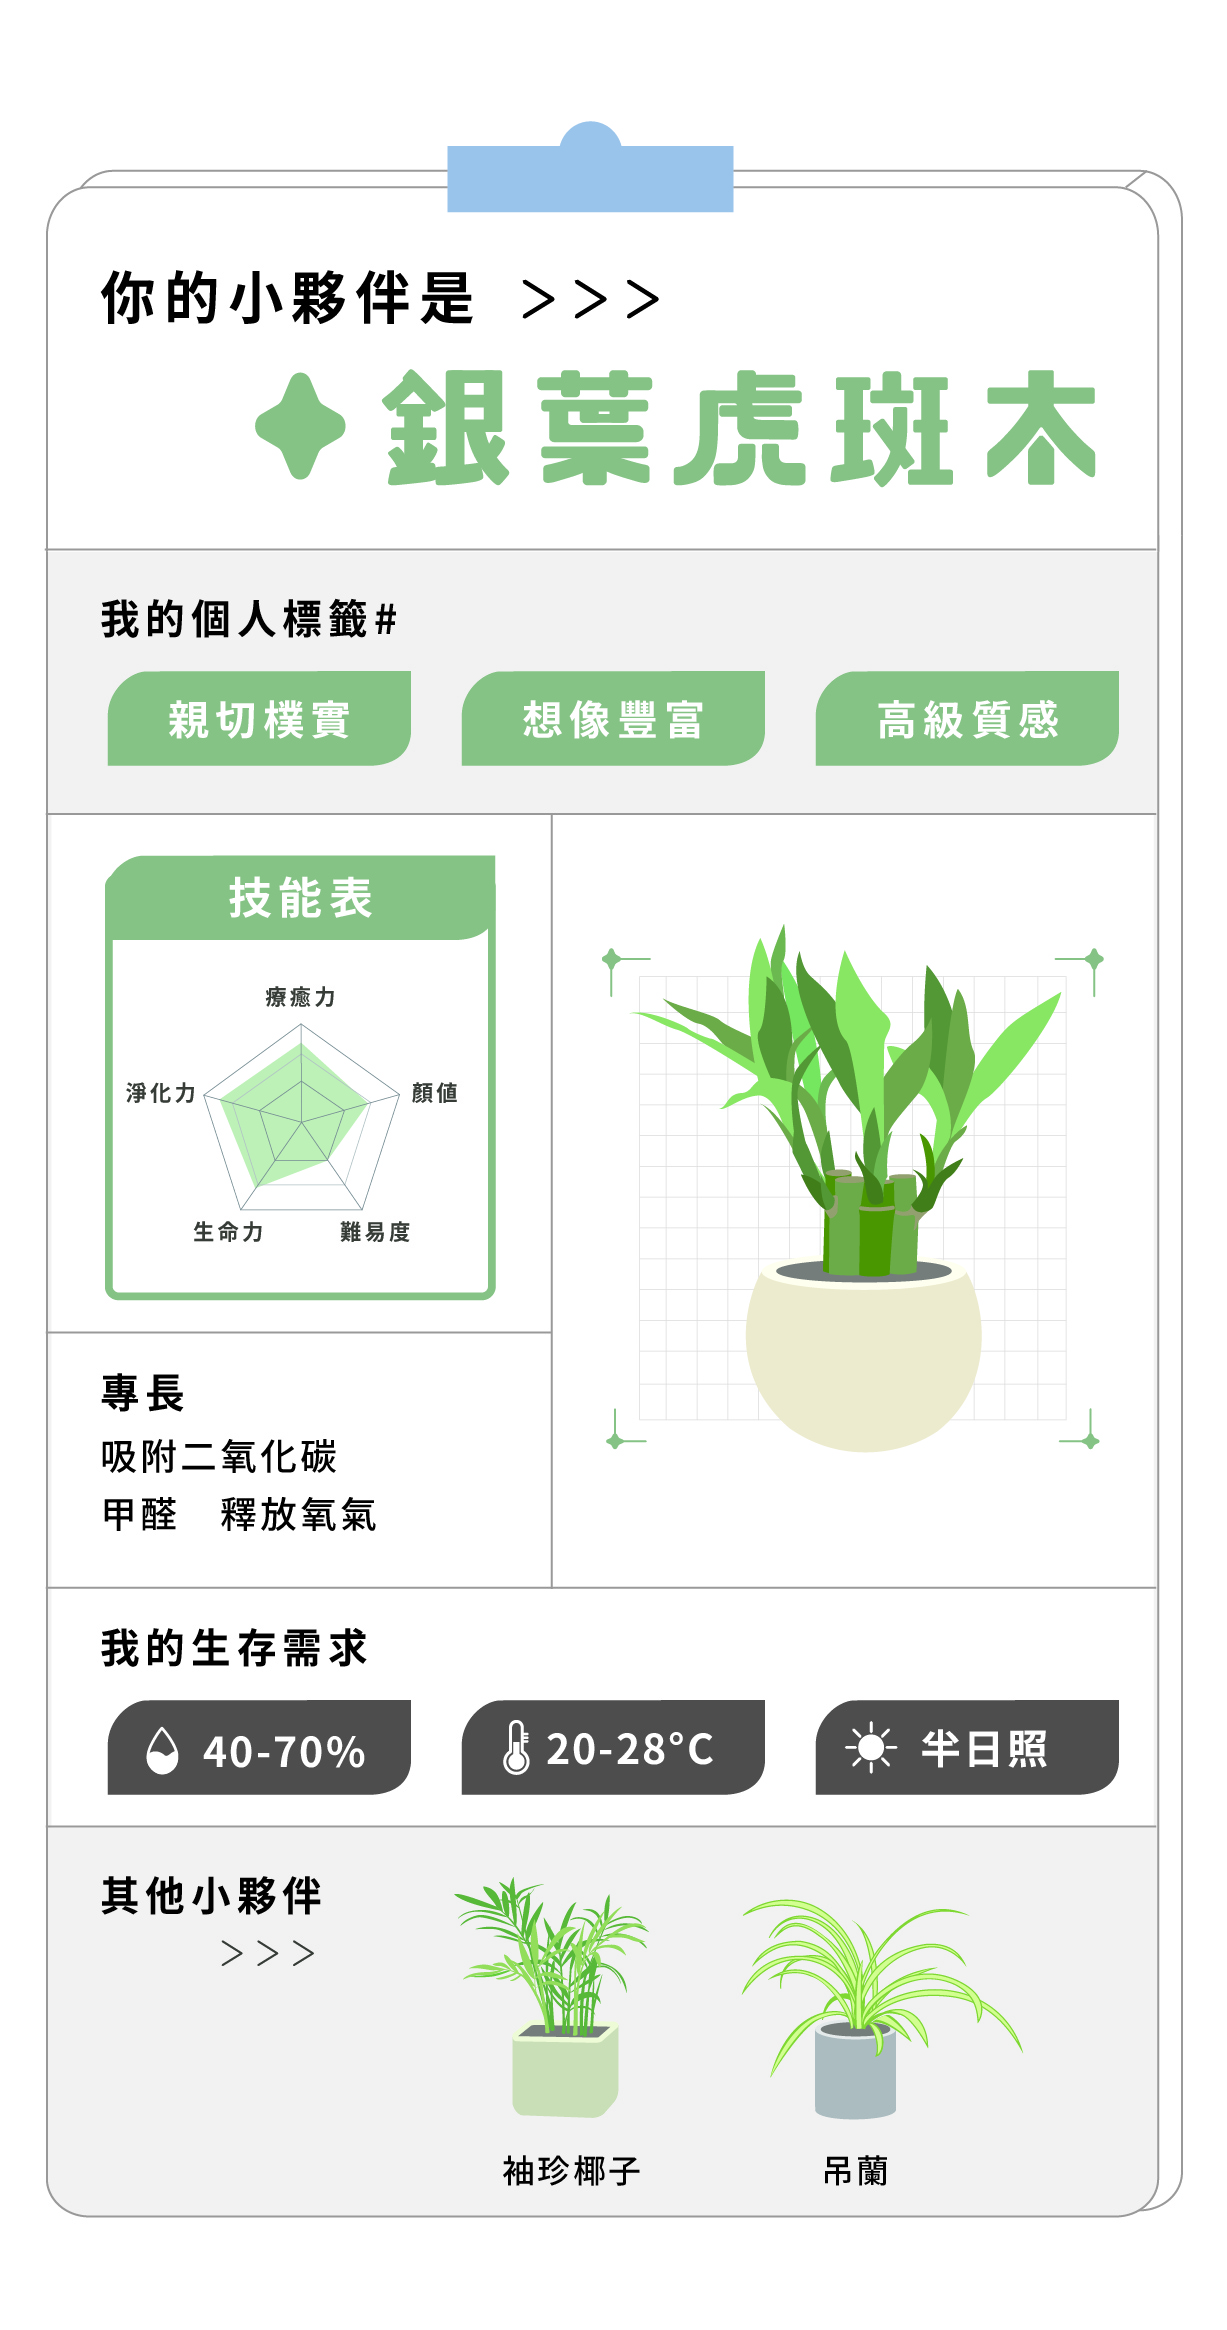 你的小夥伴是 >>>
銀葉虎斑木
我的個人標籤#
親切樸實
想像豐富
高級質感
技能表
療癒力
淨化力
顏值
生命力
難易度
專長
吸附二氧化碳
甲醛 釋放氧氣
我的生存需求
40-70%
20-28°C
半日照
其他小夥伴
>>>
袖珍椰子
吊蘭